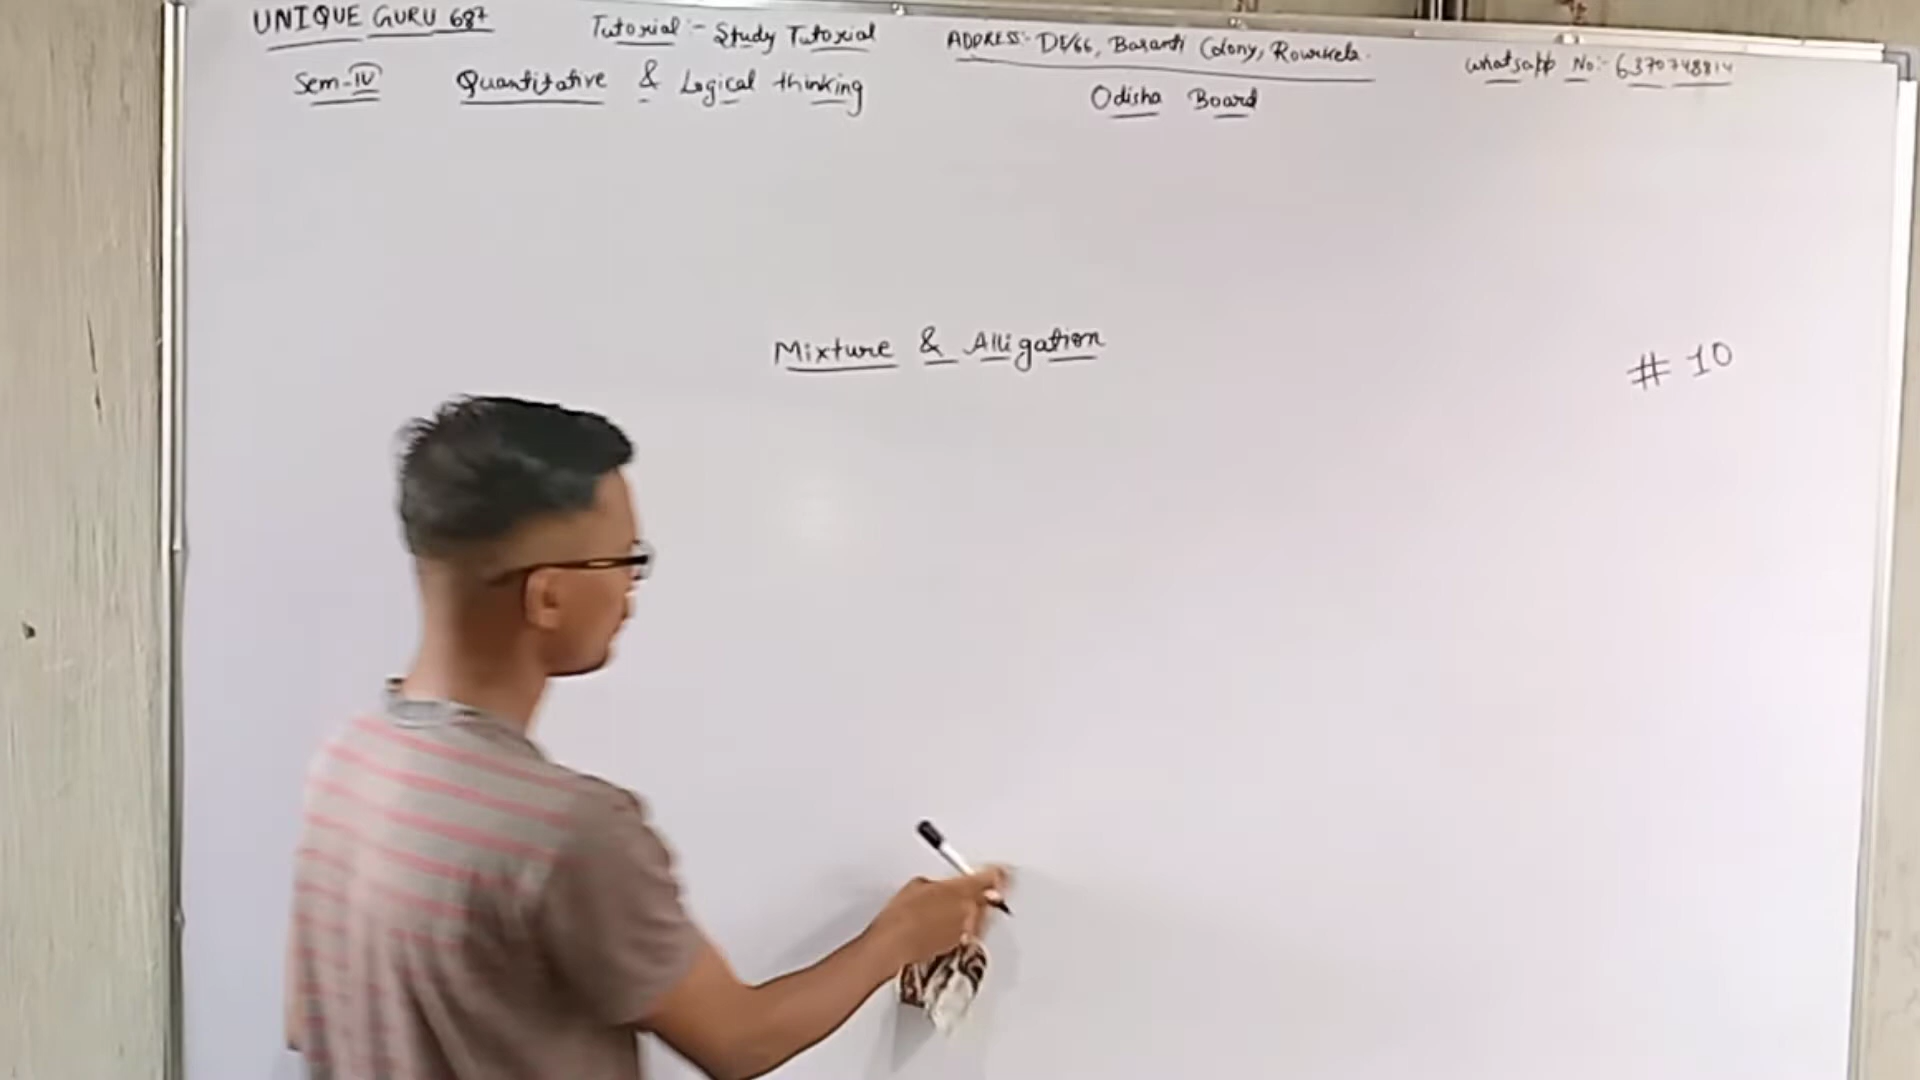 UNIQUE GURU 687 Tutorial:- Study Tutorial ADDRESS:- DE/66, Basanti Colony, Rourkela. Whatsapp No:- 6370748814
Sem-IV Quantitative & Logical thinking Odisha Board
Mixture & Alligation
# 10